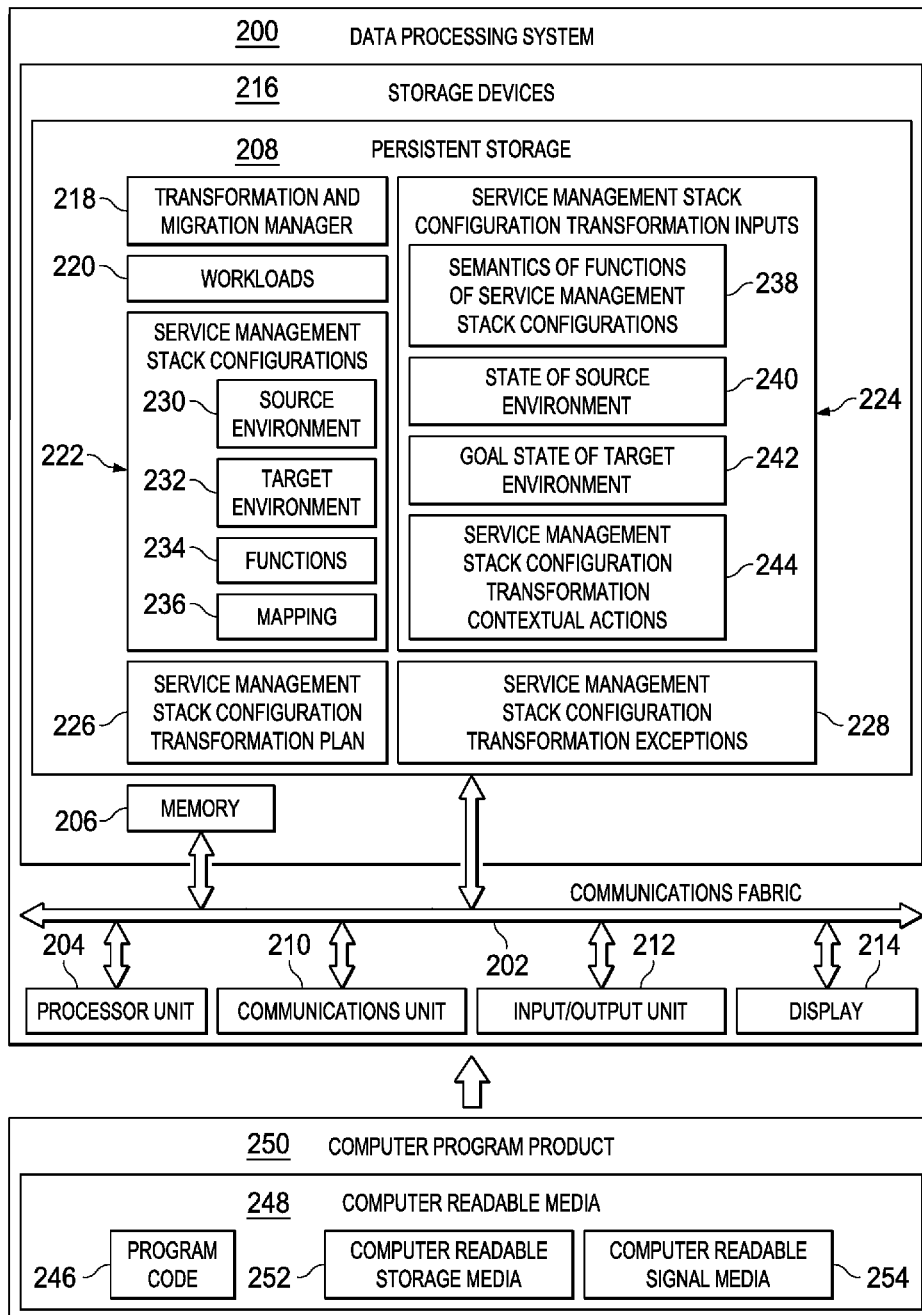 200 DATA PROCESSING SYSTEM
216 STORAGE DEVICES
208 PERSISTENT STORAGE
218
TRANSFORMATION AND
MIGRATION MANAGER
220
WORKLOADS
222
SERVICE MANAGEMENT
STACK CONFIGURATIONS
230
SOURCE
ENVIRONMENT
232
TARGET
ENVIRONMENT
234
FUNCTIONS
236
MAPPING
SERVICE MANAGEMENT STACK
CONFIGURATION TRANSFORMATION INPUTS
SEMANTICS OF FUNCTIONS
OF SERVICE MANAGEMENT
STACK CONFIGURATIONS
238
STATE OF SOURCE
ENVIRONMENT
240
224
GOAL STATE OF TARGET
ENVIRONMENT
242
SERVICE MANAGEMENT
STACK CONFIGURATION
TRANSFORMATION
CONTEXTUAL ACTIONS
244
226
SERVICE MANAGEMENT
STACK CONFIGURATION
TRANSFORMATION PLAN
SERVICE MANAGEMENT
STACK CONFIGURATION
TRANSFORMATION EXCEPTIONS
228
206
MEMORY
COMMUNICATIONS FABRIC
204
210
202
212
214
PROCESSOR UNIT
COMMUNICATIONS UNIT
INPUT/OUTPUT UNIT
DISPLAY
250 COMPUTER PROGRAM PRODUCT
248 COMPUTER READABLE MEDIA
246
PROGRAM
CODE
252
COMPUTER READABLE
STORAGE MEDIA
COMPUTER READABLE
SIGNAL MEDIA
254